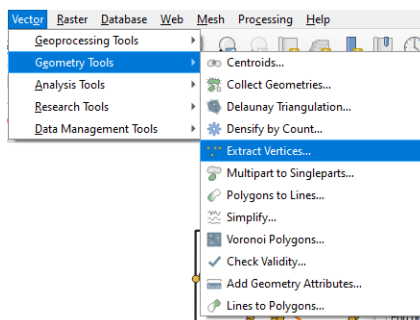 Vector Raster Database Web Mesh Processing Help
Geoprocessing Tools
Geometry Tools
Analysis Tools
Research Tools
Data Management Tools
Centroids...
Collect Geometries...
Delaunay Triangulation...
Densify by Count...
Extract Vertices...
Multipart to Singleparts...
Polygons to Lines...
Simplify...
Voronoi Polygons...
Check Validity...
Add Geometry Attributes...
Lines to Polygons...